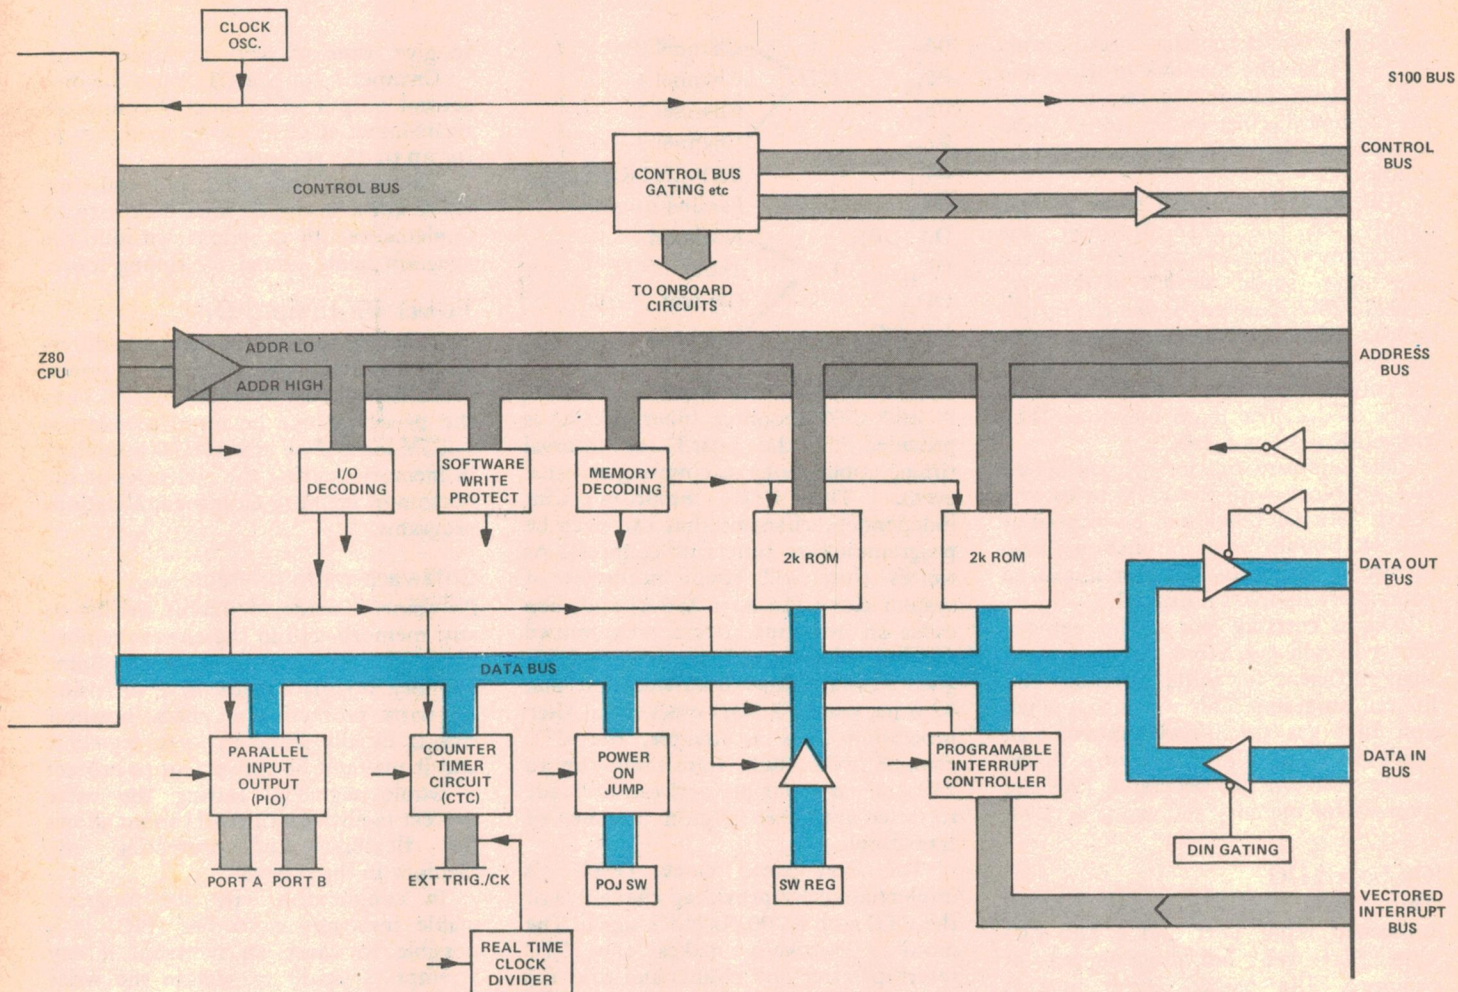 CLOCK
OSC.
S100 BUS
CONTROL BUS
CONTROL BUS
GATING etc
CONTROL
BUS
TO ONBOARD
CIRCUITS
Z80
CPU
ADDR LO
ADDR HIGH
ADDRESS
BUS
I/O
DECODING
SOFTWARE
WRITE
PROTECT
MEMORY
DECODING
2k ROM
2k ROM
DATA OUT
BUS
DATA BUS
PARALLEL
INPUT
OUTPUT
(PIO)
COUNTER
TIMER
CIRCUIT
(CTC)
POWER
ON
JUMP
PROGRAMABLE
INTERRUPT
CONTROLLER
DATA IN
BUS
DIN GATING
PORT A
PORT B
EXT TRIG./CK
POJ SW
SW REG
VECTORED
INTERRUPT
BUS
REAL TIME
CLOCK
DIVIDER